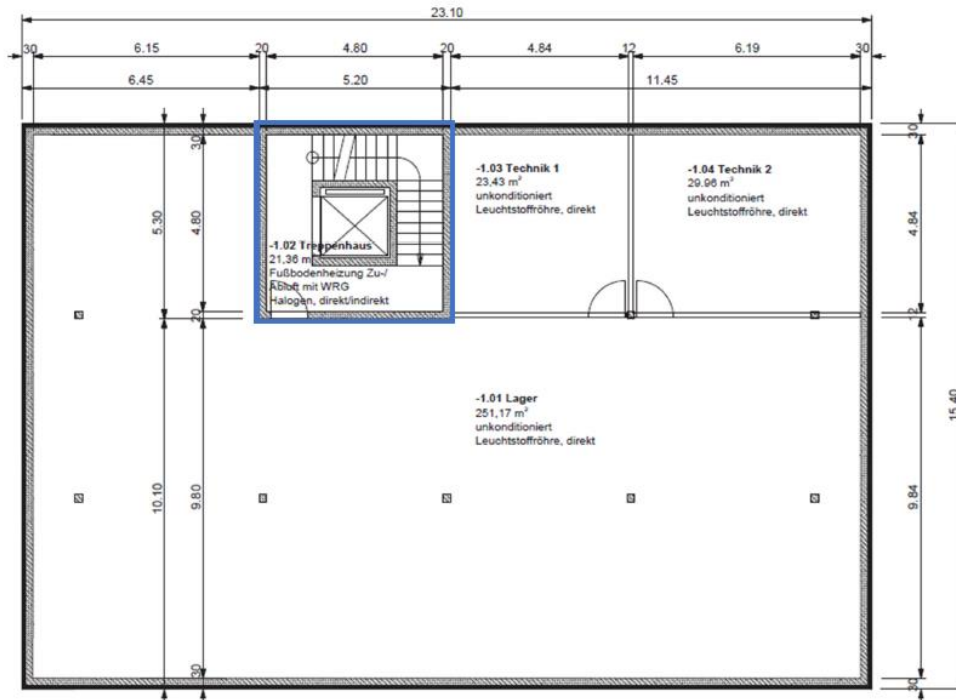 23.10
30 6.15 20 4.80 20 4.84 12 6.19 30
6.45 5.20 11.45
30
5.30
4.80
20
10.10
9.80
30
-1.02 Treppenhaus
21,36 m
Fußbodenheizung Zu-/
Abluft mit WRG
Halogen, direkt/indirekt
-1.03 Technik 1
23,43 m²
unkonditioniert
Leuchtstoffröhre, direkt
-1.04 Technik 2
29.96 m²
unkonditioniert
Leuchtstoffröhre, direkt
-1.01 Lager
251,17 m²
unkonditioniert
Leuchtstoffröhre, direkt
30
4.84
12
9.84
30
15.40